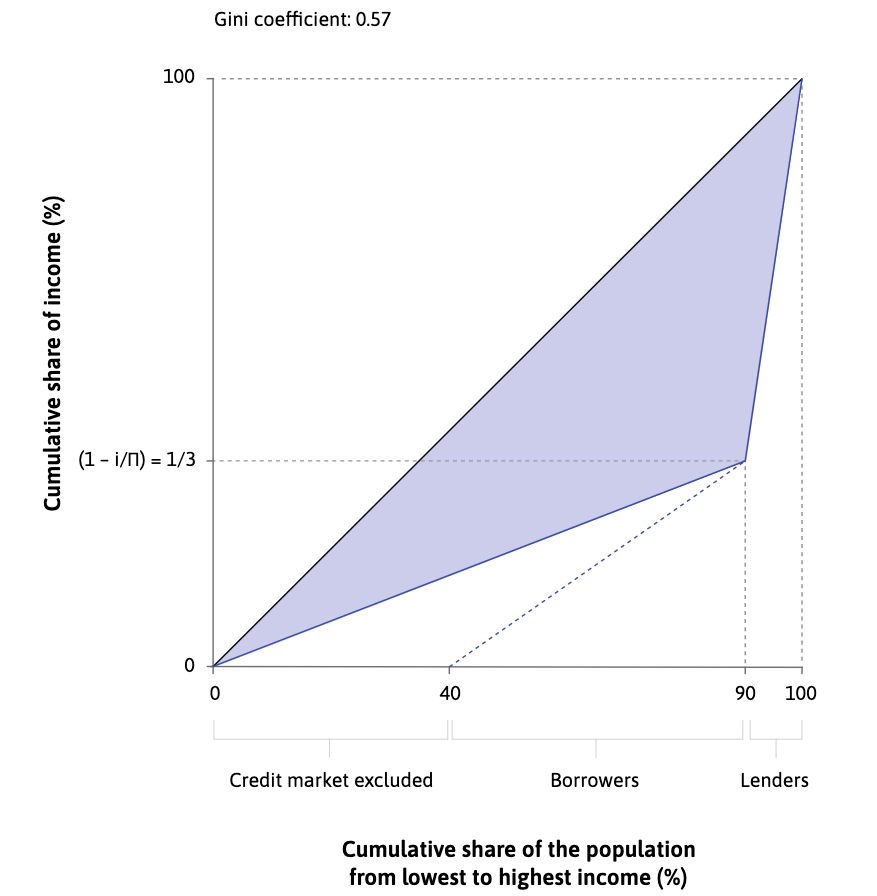 Gini coefficient: 0.57
100
Cumulative share of income (%)
(1 – i/Π) = 1/3
0
0 40 90 100
Credit market excluded Borrowers Lenders
Cumulative share of the population
from lowest to highest income (%)